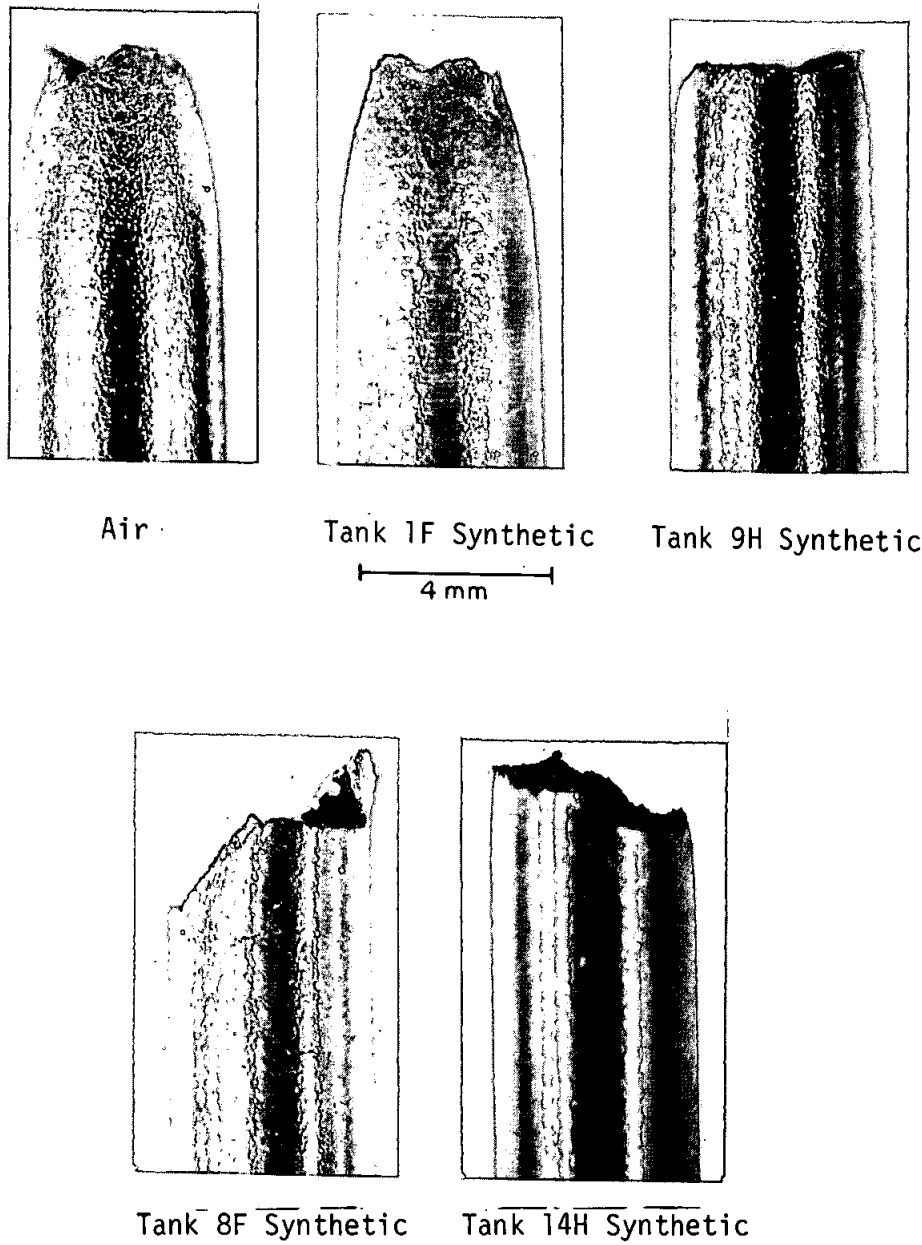 Air
Tank 1F Synthetic
Tank 9H Synthetic
4 mm
Tank 8F Synthetic
Tank 14H Synthetic